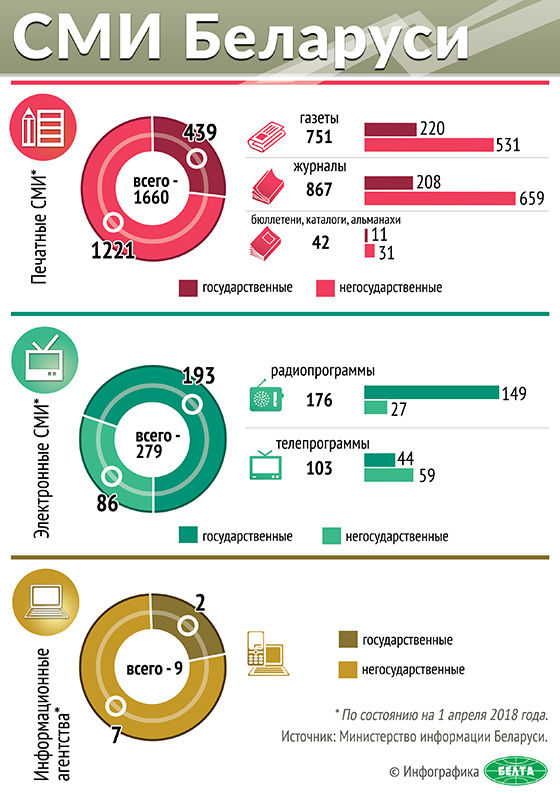 СМИ Беларуси
Печатные СМИ*
439
всего -
1660
1221
газеты
751
220
531
журналы
867
208
659
бюллетени, каталоги, альманахи
42
11
31
государственные
негосударственные
Электронные СМИ*
193
всего -
279
86
радиопрограммы
176
149
27
телепрограммы
103
44
59
государственные
негосударственные
Информационные
агентства*
2
всего - 9
7
государственные
негосударственные
* По состоянию на 1 апреля 2018 года.
Источник: Министерство информации Беларуси.
© Инфографика БЕЛТА